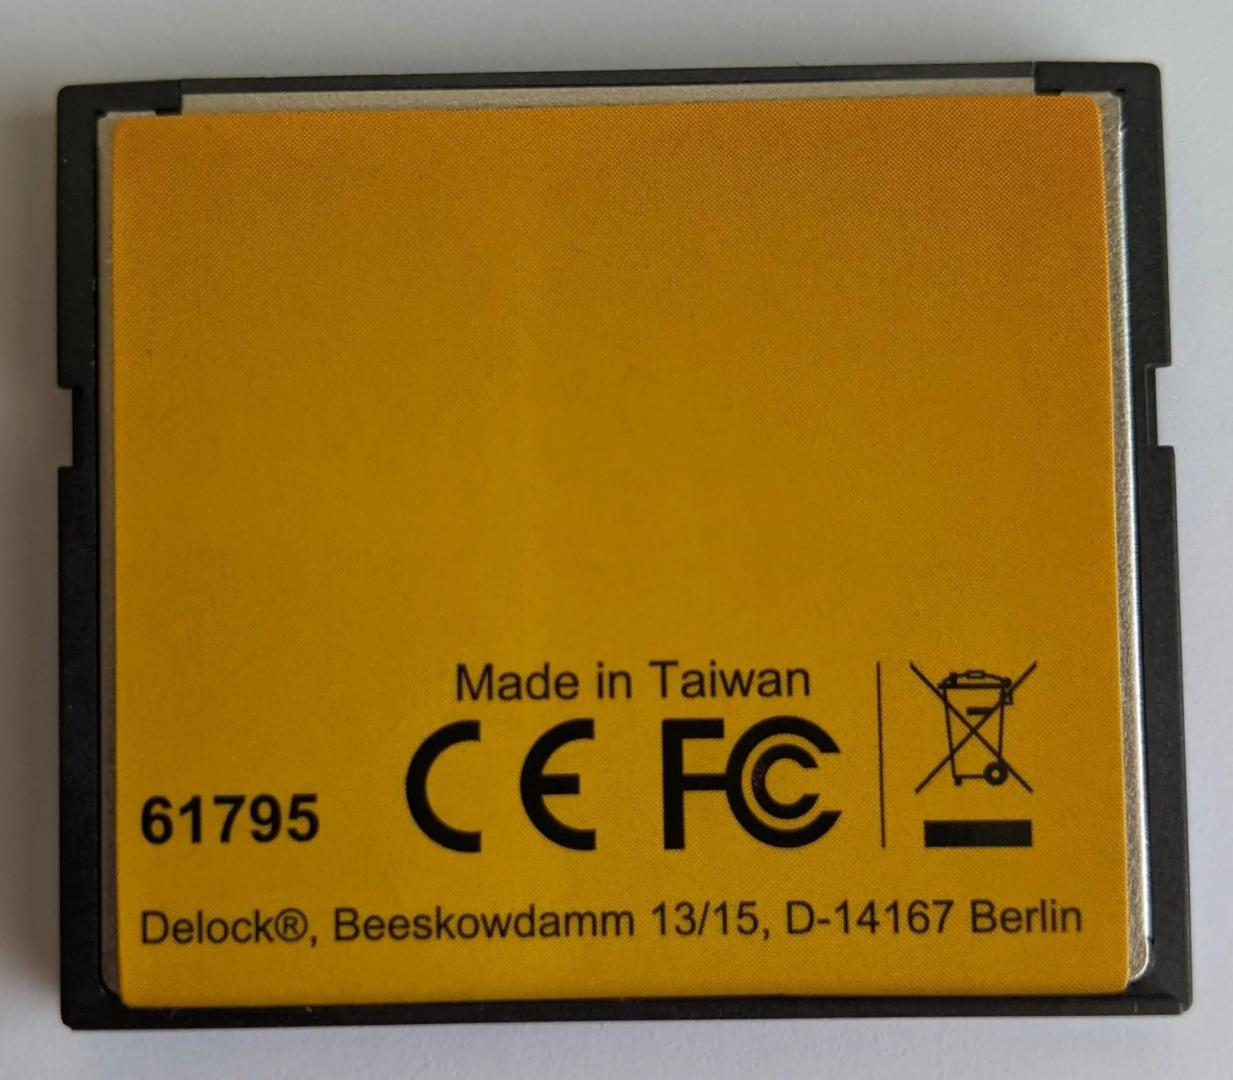 Made in Taiwan
CE FC
61795
Delock®, Beeskowdamm 13/15, D-14167 Berlin